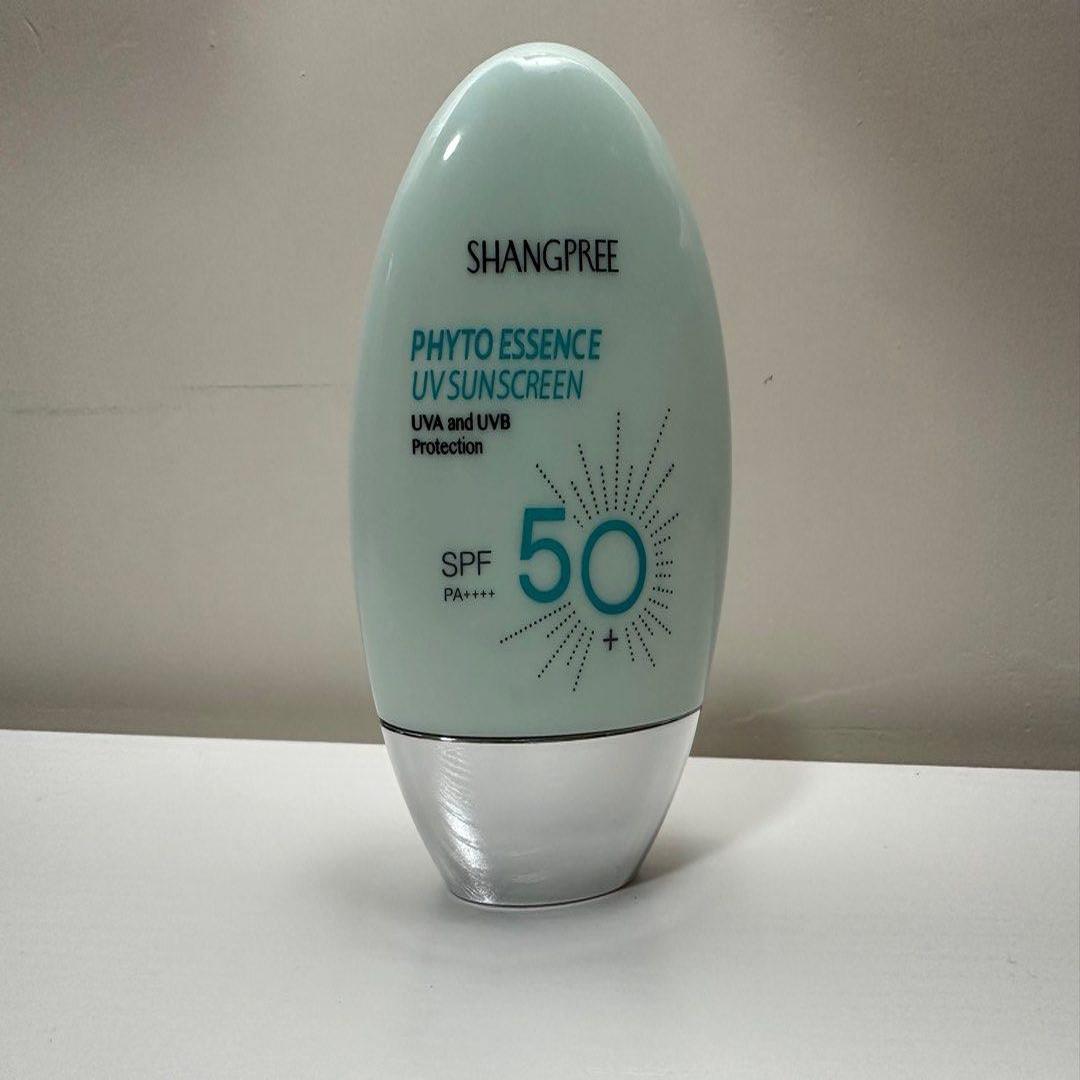 SHANGPREE
PHYTO ESSENCE
UV SUNSCREEN
UVA and UVB
Protection
SPF 50
PA++++
+